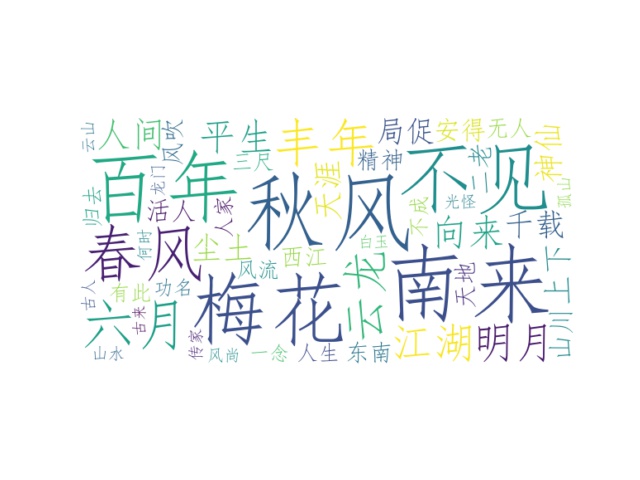 云山
人间
风吹
平生
丰年
局促
安得
无人
百年
龙门
三尺
精神
二老
神仙
不见
归去
活人
人家
秋风
天涯
不成
光怪
孤山
春风
何时
尘土
风流
西江
白玉
云龙
向来
千载
古人
有此
功名
梅花
南来
天地
上下
六月
古来
江湖
明月
山川
山水
传家
风尚
一念
人生
东南